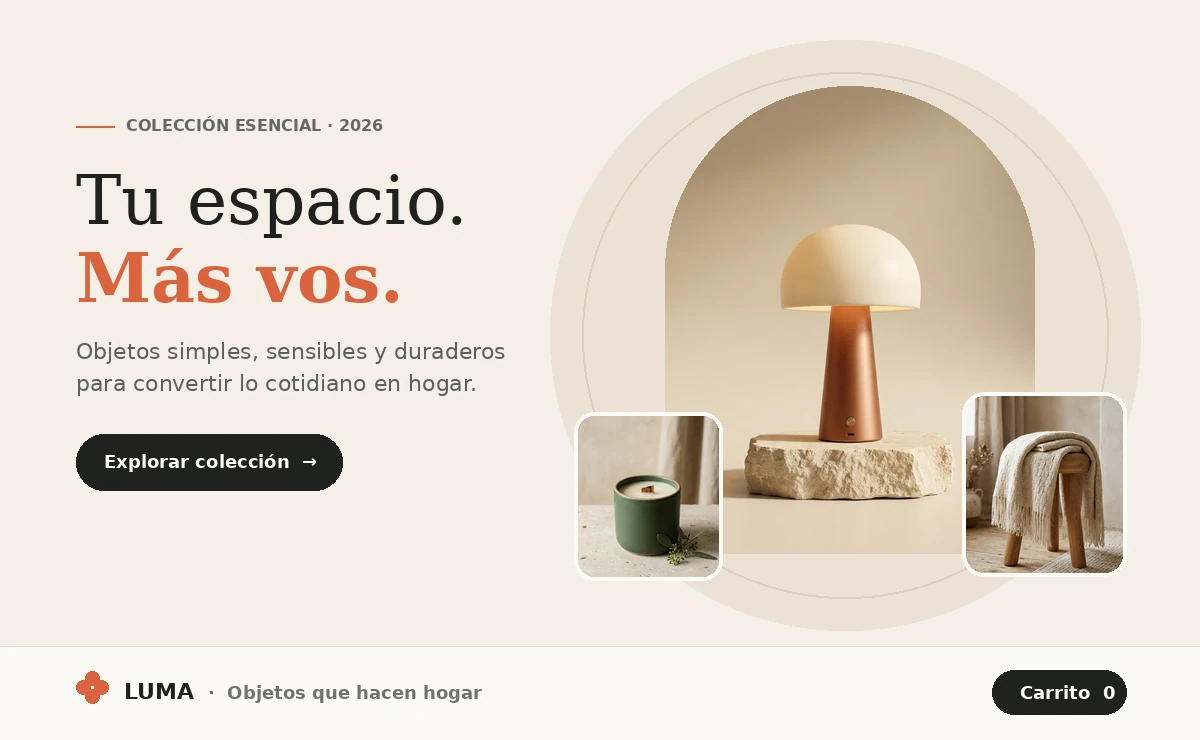 COLECCIÓN ESENCIAL · 2026
Tu espacio.
Más vos.
Objetos simples, sensibles y duraderos
para convertir lo cotidiano en hogar.
Explorar colección →
LUMA · Objetos que hacen hogar
Carrito 0